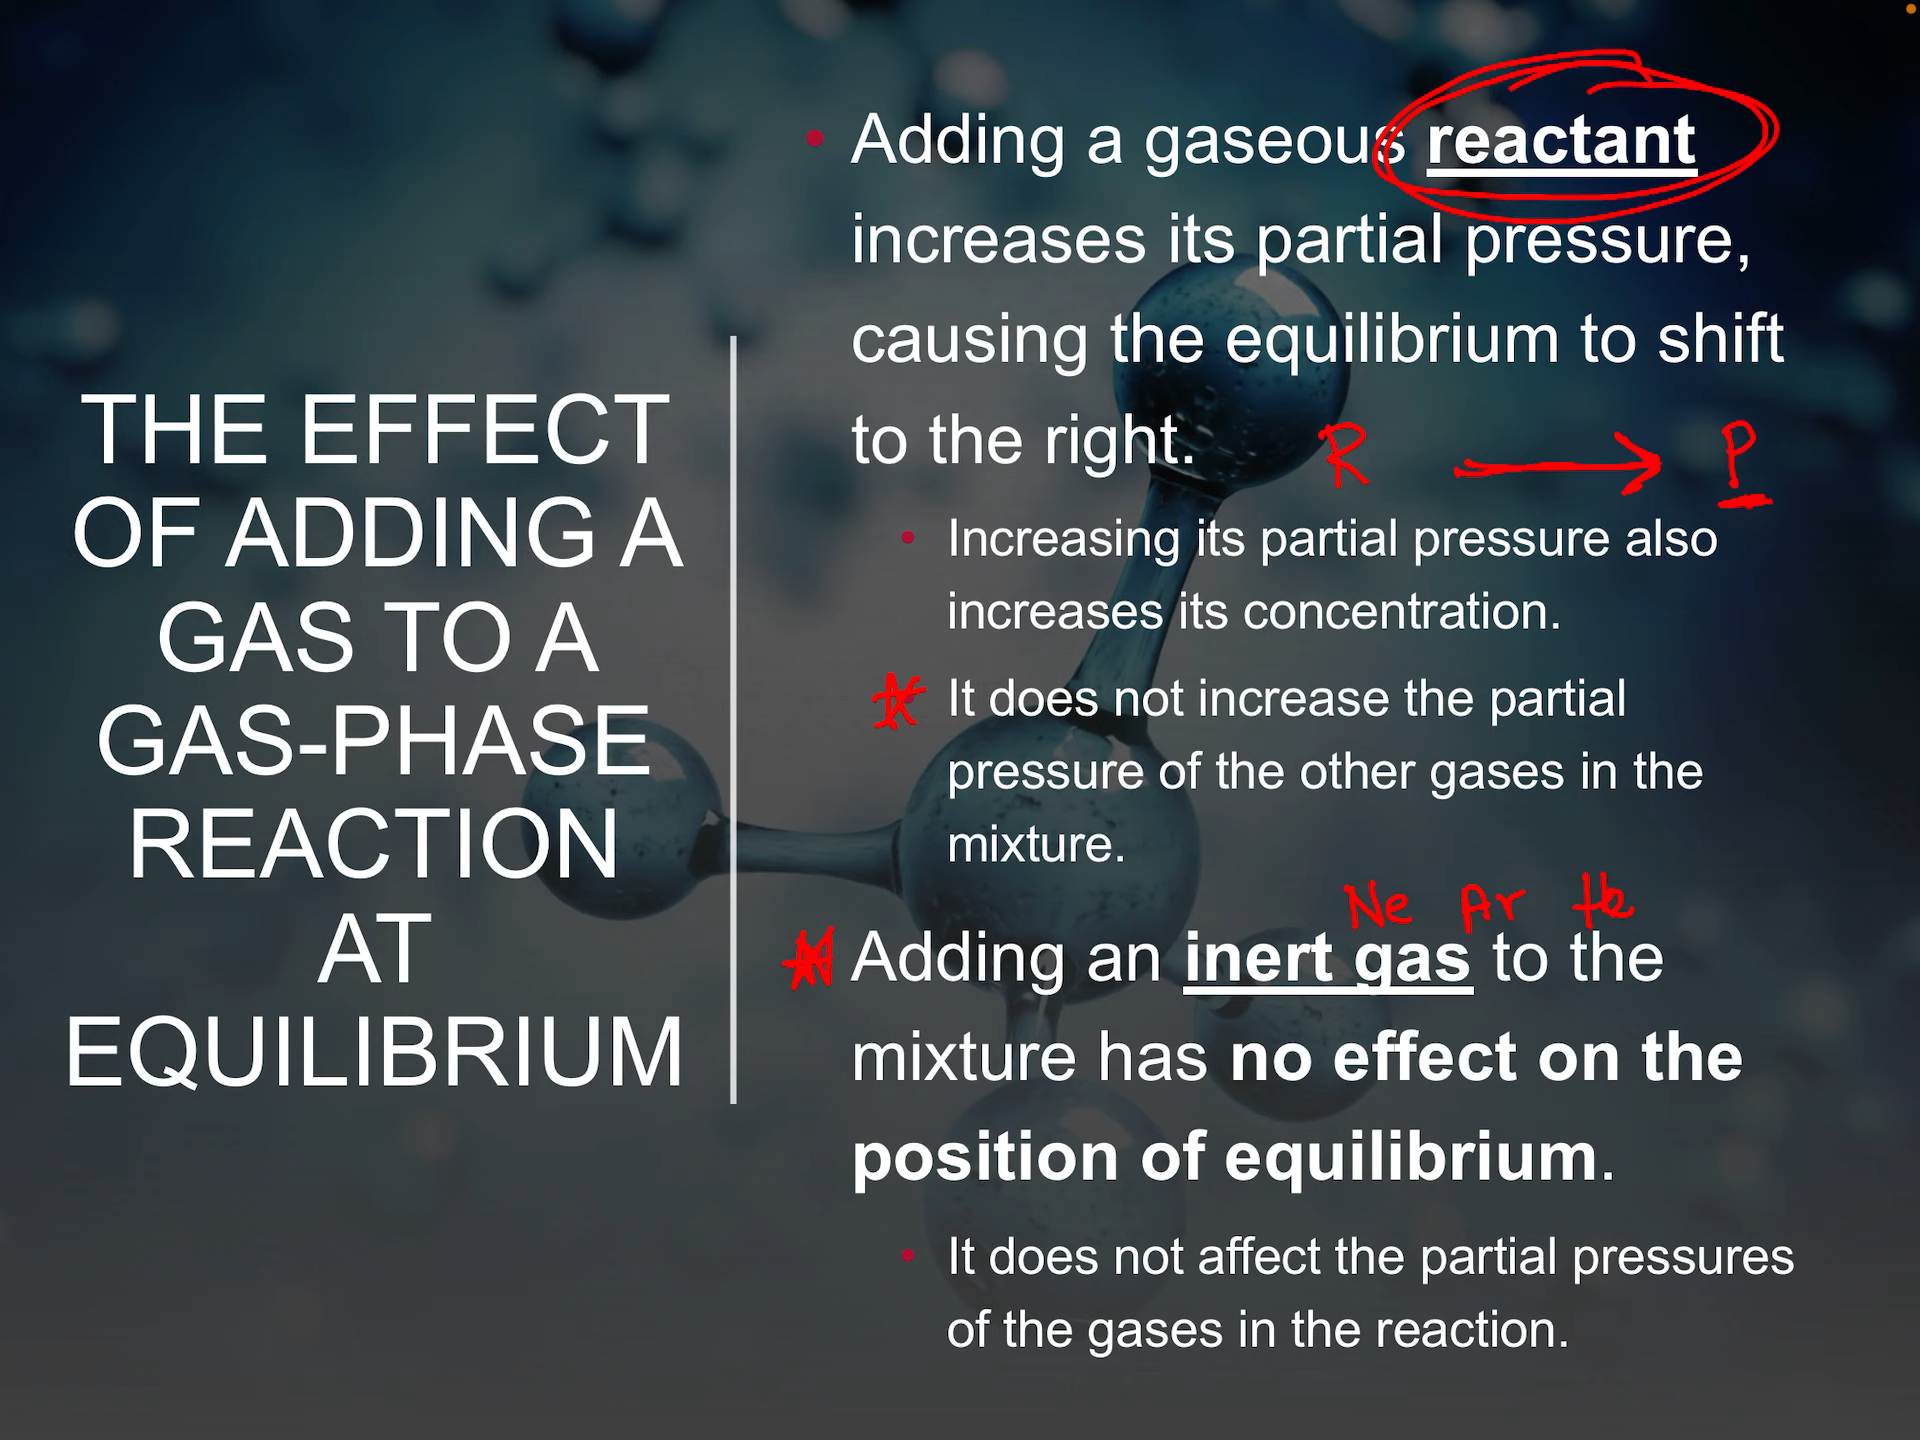 THE EFFECT
OF ADDING A
GAS TO A
GAS-PHASE
REACTION
AT
EQUILIBRIUM
• Adding a gaseous reactant
increases its partial pressure,
causing the equilibrium to shift
to the right.
R → P
• Increasing its partial pressure also
increases its concentration.
It does not increase the partial
pressure of the other gases in the
mixture.
Ne Ar He
Adding an inert gas to the
mixture has no effect on the
position of equilibrium.
• It does not affect the partial pressures
of the gases in the reaction.